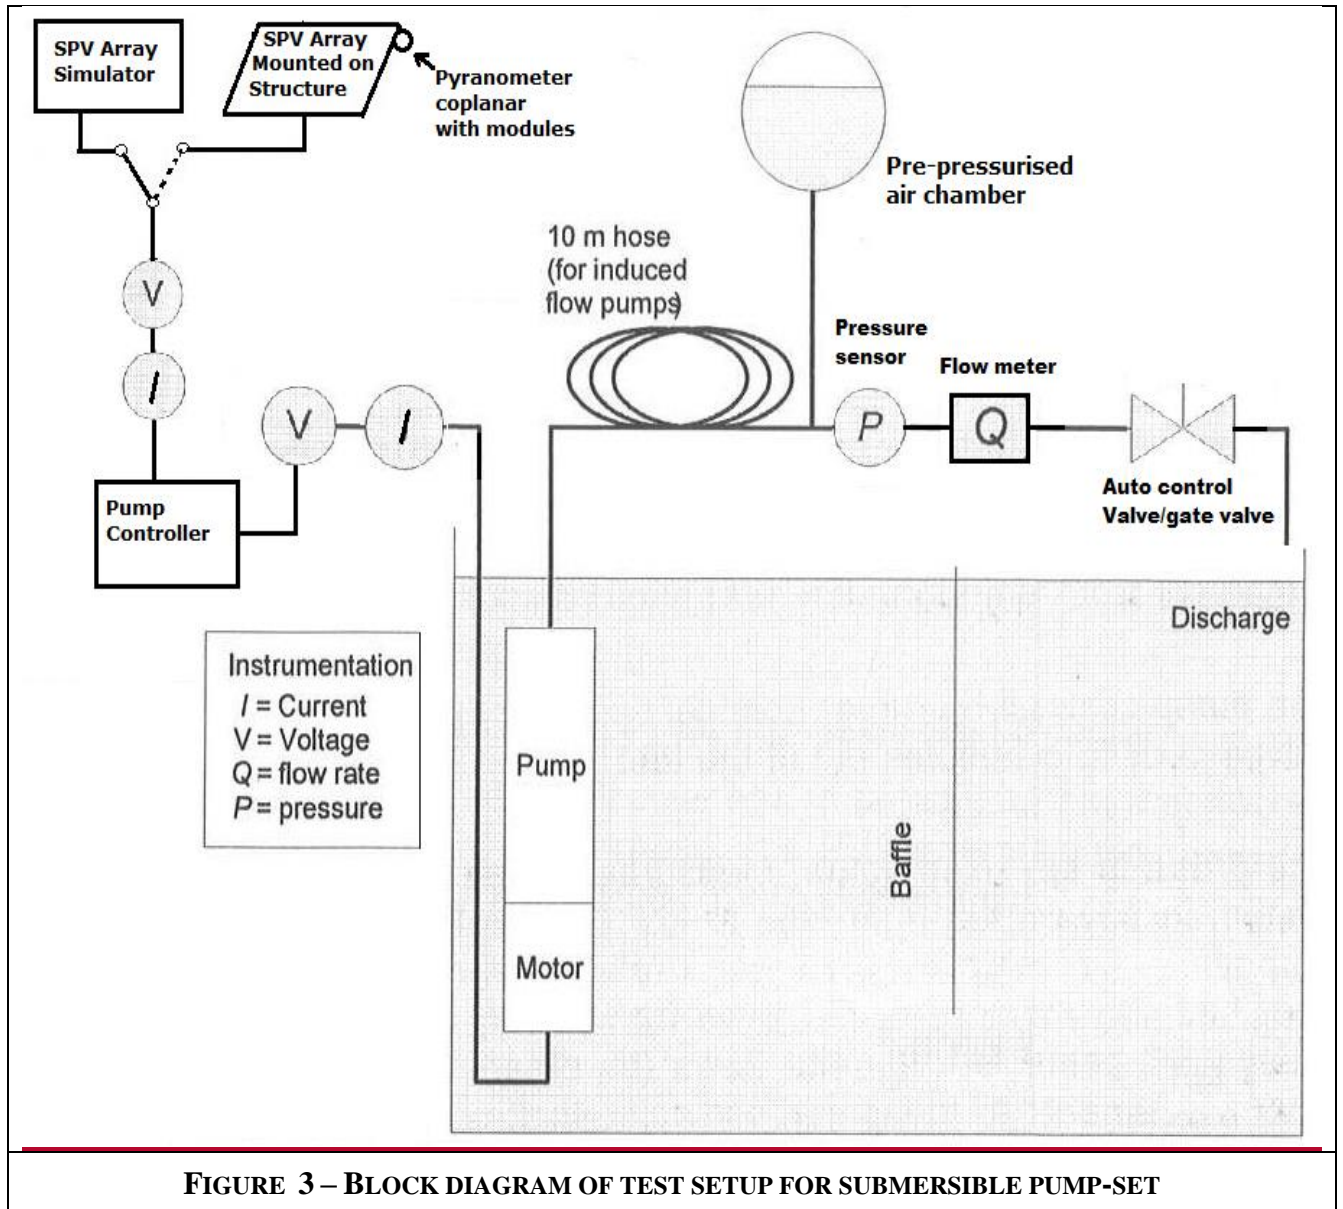 SPV Array
Simulator
SPV Array
Mounted on
Structure
Pyranometer
coplanar
with modules
Pre-pressurised
air chamber
10 m hose
(for induced
flow pumps)
Pressure
sensor
Flow meter
V
I
V
I
P
Q
Auto control
Valve/gate valve
Pump
Controller
Discharge
Instrumentation
I = Current
V = Voltage
Q = flow rate
P = pressure
Pump
Baffle
Motor
FIGURE 3 – BLOCK DIAGRAM OF TEST SETUP FOR SUBMERSIBLE PUMP-SET